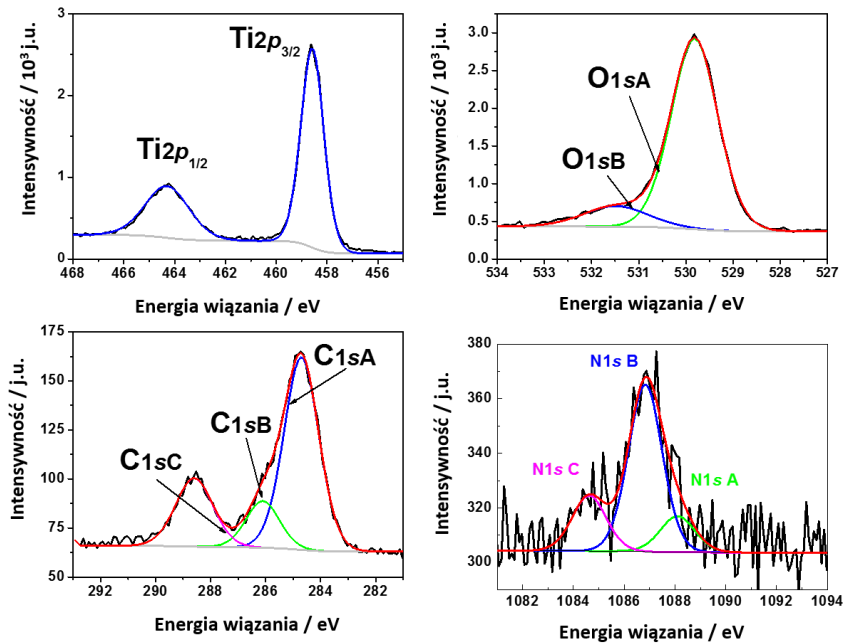 Intensywność / 10³ j.u.
3
2
1
0
Ti2p₁/₂
Ti2p₃/₂
468 466 464 462 460 458 456
Energia wiązania / eV
Intensywność / 10³ j.u.
3.0
2.5
2.0
1.5
1.0
0.5
0.0
O1sA
O1sB
534 533 532 531 530 529 528 527
Energia wiązania / eV
Intensywność / j.u.
175
150
125
100
75
50
C1sA
C1sB
C1sC
292 290 288 286 284 282
Energia wiązania / eV
Intensywność / j.u.
380
360
340
320
300
N1s B
N1s C
N1s A
1082 1084 1086 1088 1090 1092 1094
Energia wiązania / eV